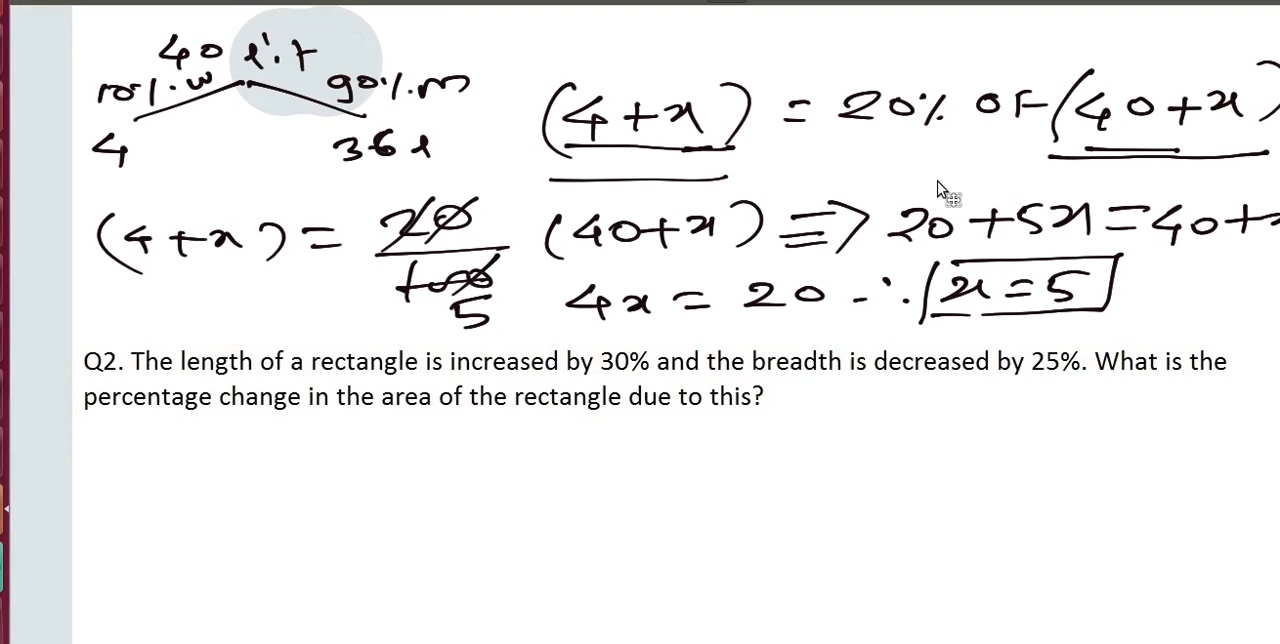 40 lit
10%.w 90%.m
4 36 l
(4+x) = 20% OF (40+x)
(4+x) = 20/100 5 (40+x) => 20+5x=40+x
4x = 20 ∴ x=5
Q2. The length of a rectangle is increased by 30% and the breadth is decreased by 25%. What is the
percentage change in the area of the rectangle due to this?